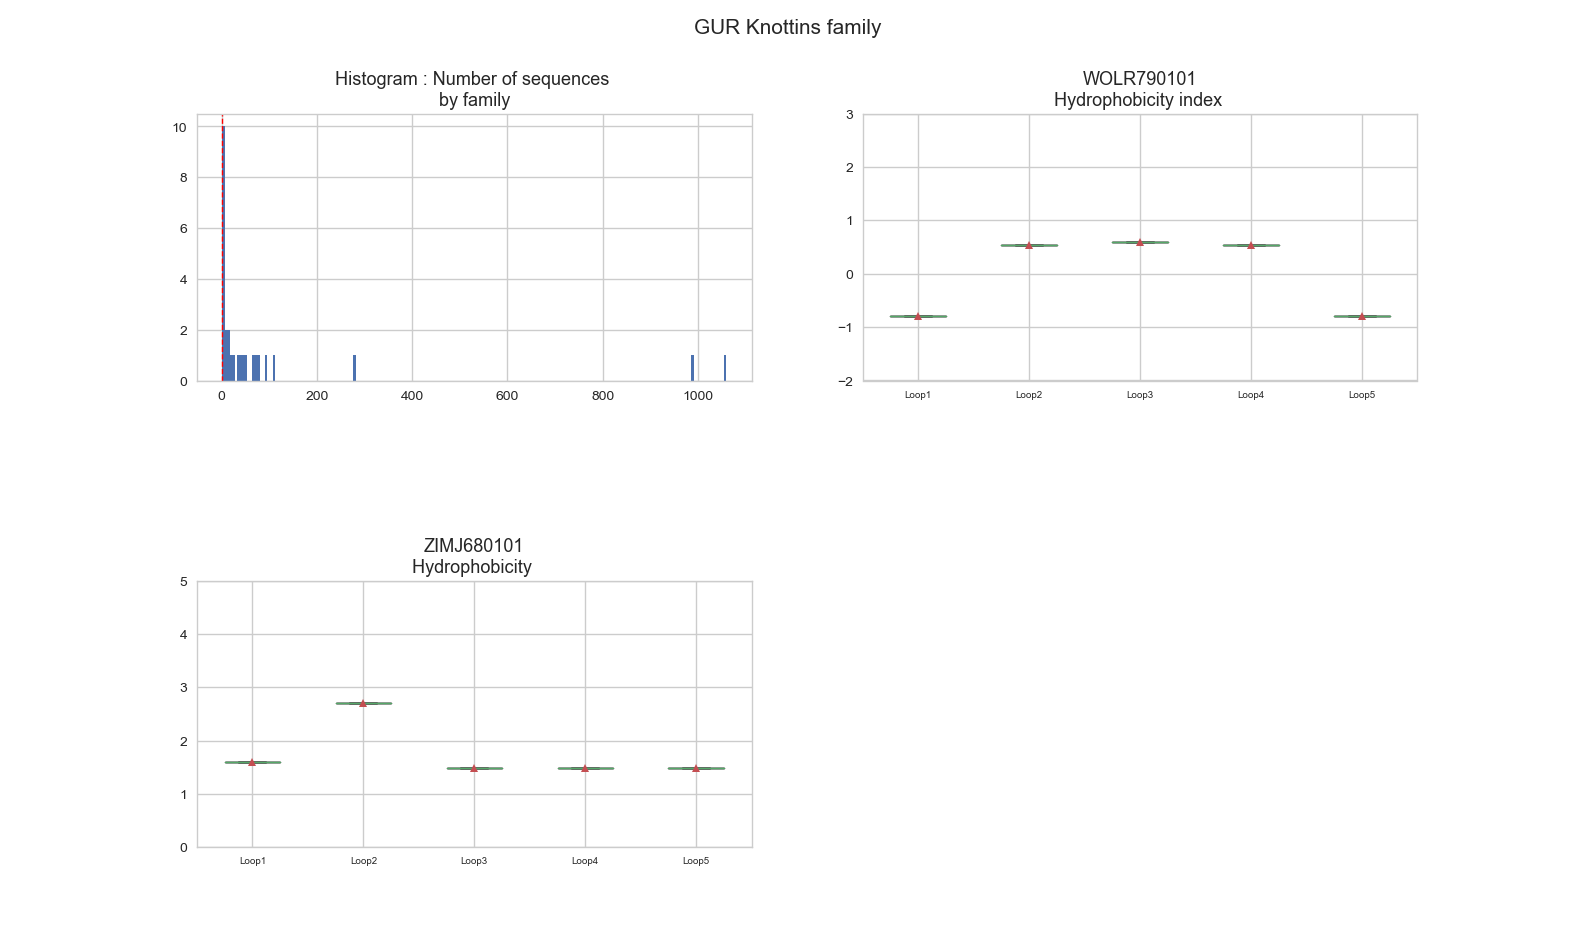 GUR Knottins family
Histogram : Number of sequences
by family
10
8
6
4
2
0
0 200 400 600 800 1000
WOLR790101
Hydrophobicity index
3
2
1
0
−1
−2
Loop1 Loop2 Loop3 Loop4 Loop5
ZIMJ680101
Hydrophobicity
5
4
3
2
1
0
Loop1 Loop2 Loop3 Loop4 Loop5